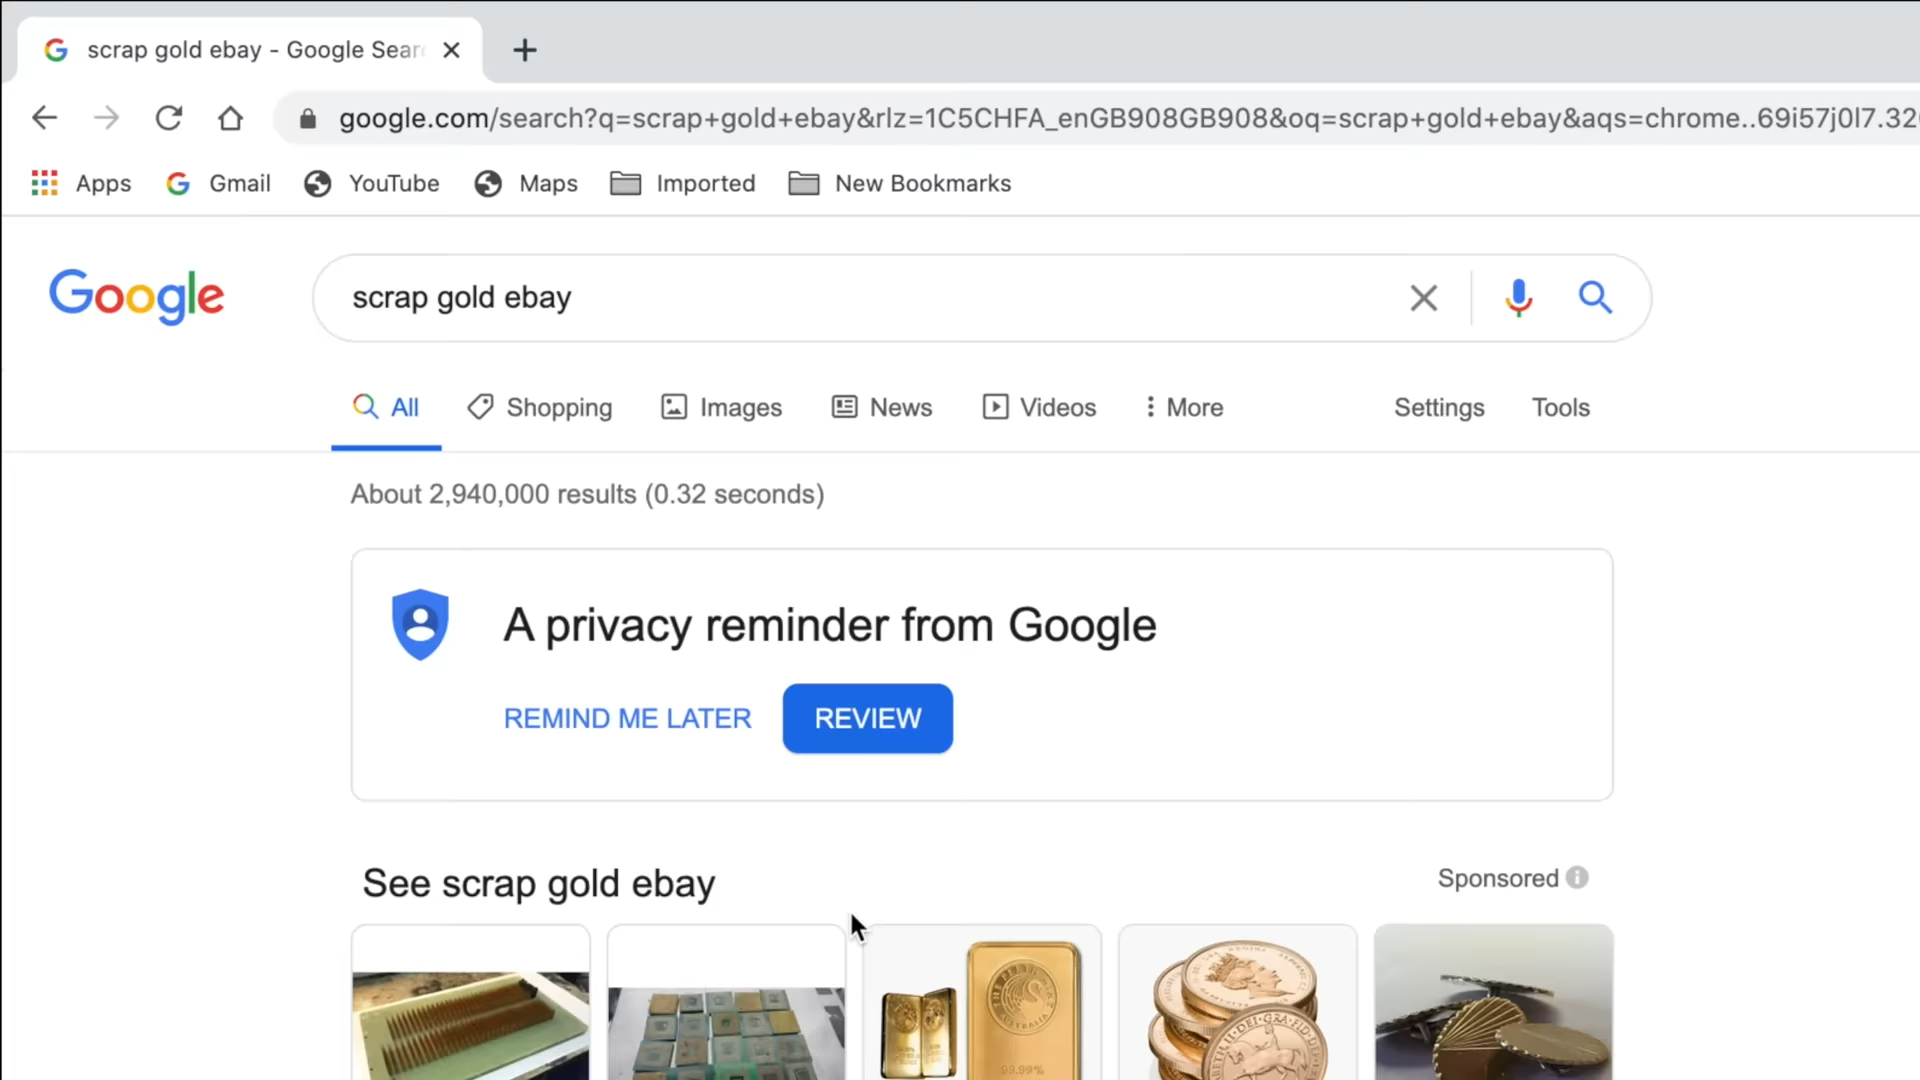 scrap gold ebay - Google Sear
google.com/search?q=scrap+gold+ebay&rlz=1C5CHFA_enGB908GB908&oq=scrap+gold+ebay&aqs=chrome..69i57j0l7.32
Apps Gmail YouTube Maps Imported New Bookmarks
Google scrap gold ebay
All Shopping Images News Videos More Settings Tools
About 2,940,000 results (0.32 seconds)
A privacy reminder from Google
REMIND ME LATER REVIEW
See scrap gold ebay Sponsored
99.99%